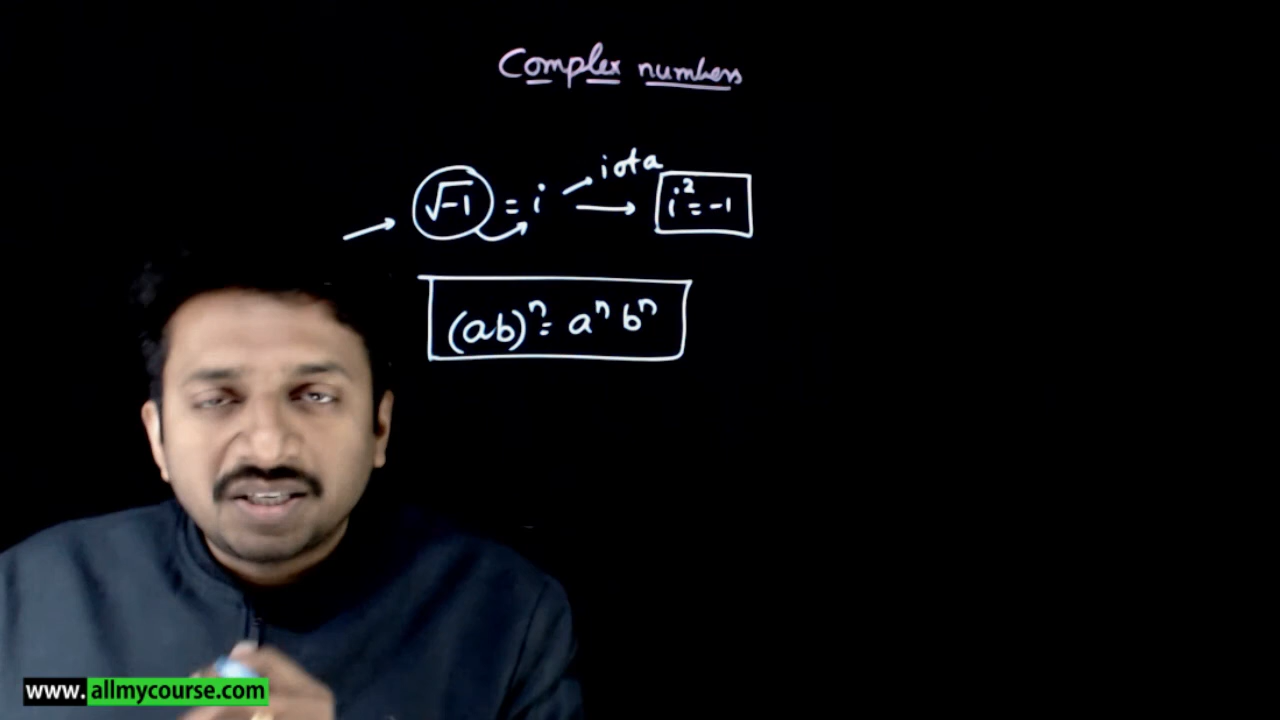 Complex numbers
iota
√-1 = i → i² = -1
(ab)ⁿ = aⁿ bⁿ
www.allmycourse.com